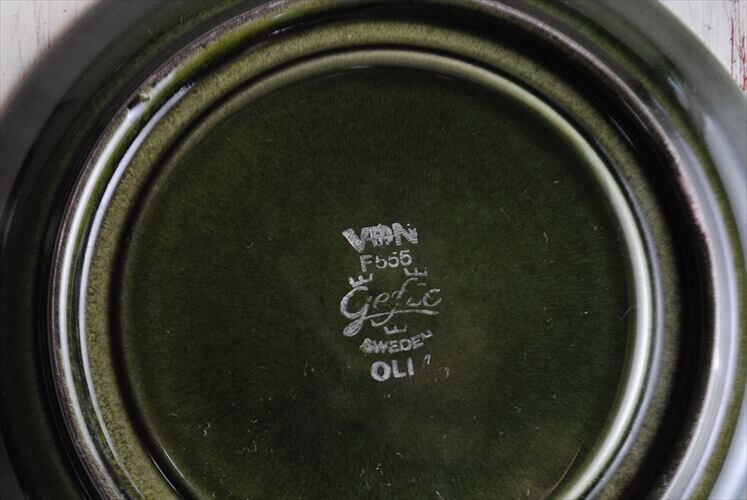 VDN
F555
Gefle
SWEDEN
OLI